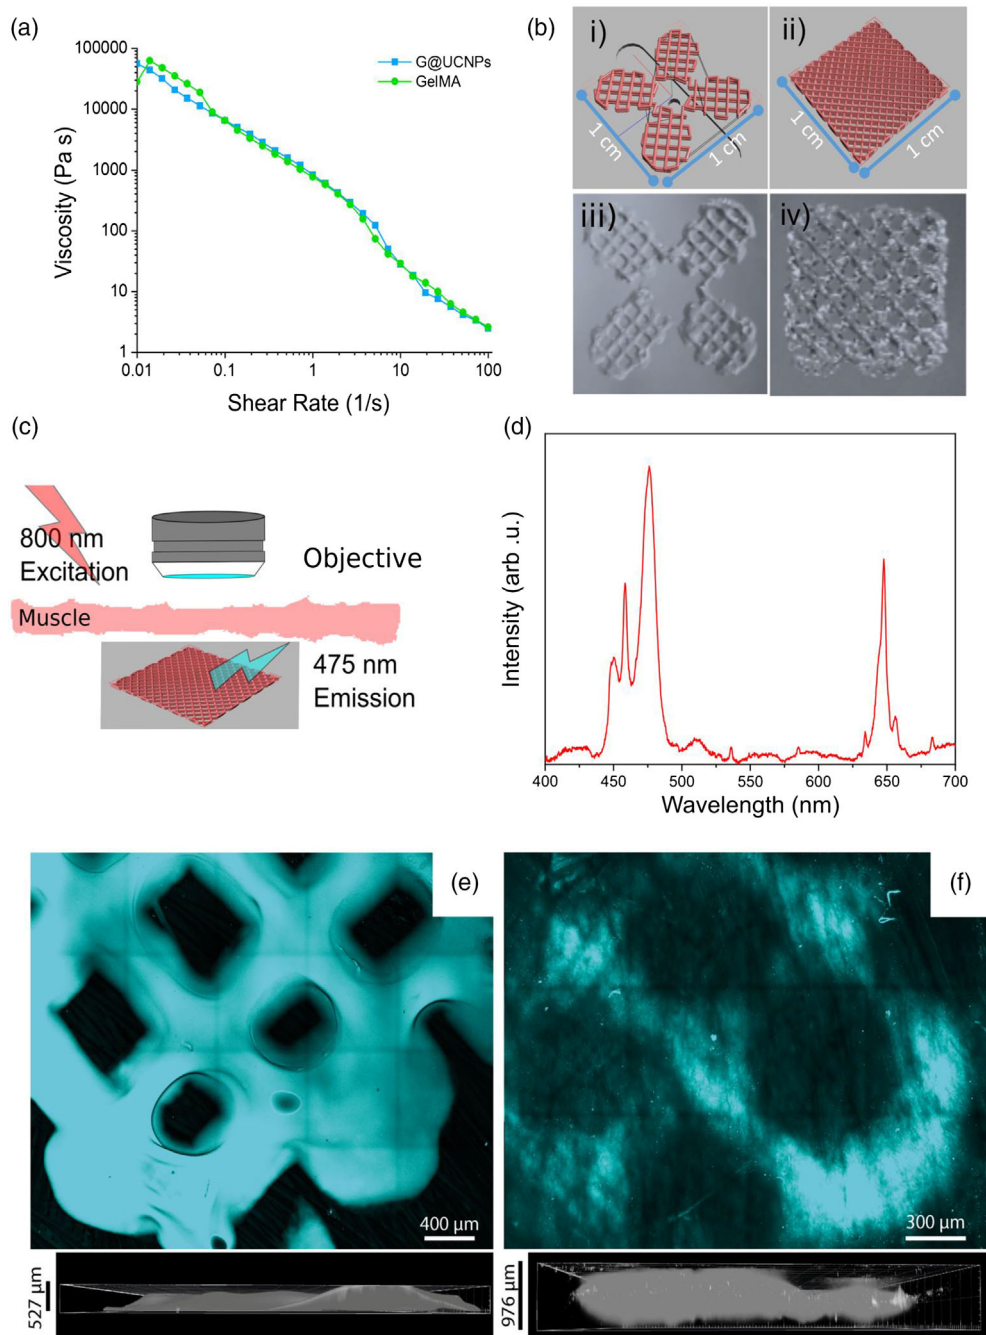 (a)
100000
10000
1000
100
10
1
Viscosity (Pa s)
G@UCNPs
GelMA
0.01
0.1
1
10
100
Shear Rate (1/s)
(b)
i)
1 cm
1 cm
ii)
1 cm
1 cm
iii)
iv)
(c)
800 nm
Excitation
Objective
Muscle
475 nm
Emission
(d)
Intensity (arb .u.)
400
450
500
550
600
650
700
Wavelength (nm)
(e)
400 µm
527 µm
(f)
300 µm
976 µm